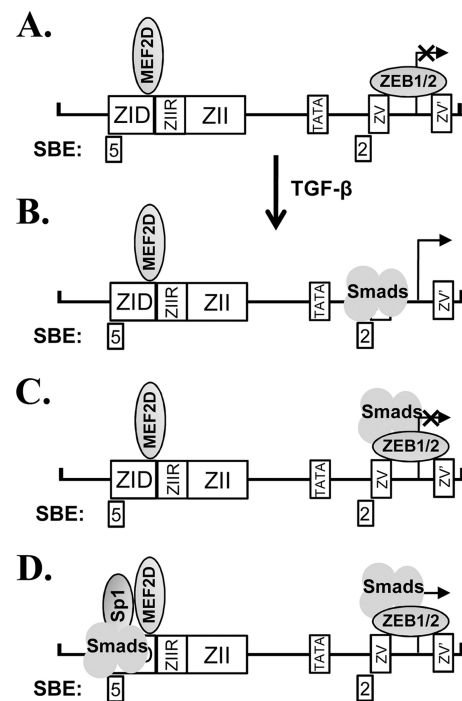 A.
MEF2D
ZEB1/2
ZID ZIIR ZII TATA ZV ZV'
SBE: 5 2
TGF-β
B.
MEF2D
Smads
ZID ZIIR ZII TATA ZV'
SBE: 5 2
C.
MEF2D
Smads
ZEB1/2
ZID ZIIR ZII TATA ZV ZV'
SBE: 5 2
D.
Sp1 MEF2D
Smads
ZEB1/2
Smads ZIIR ZII TATA ZV ZV'
SBE: 5 2